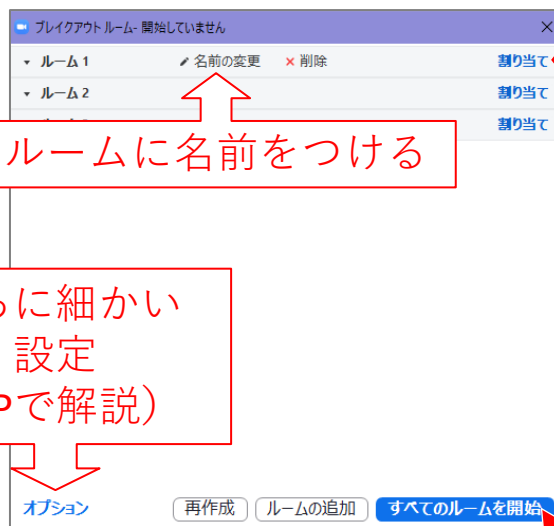 ブレイクアウト ルーム- 開始していません
ルーム 1 名前の変更 × 削除 割り当て
ルーム 2 割り当て
割り当て
ルームに名前をつける
らに細かい
設定
Pで解説)
オプション 再作成 ルームの追加 すべてのルームを開始